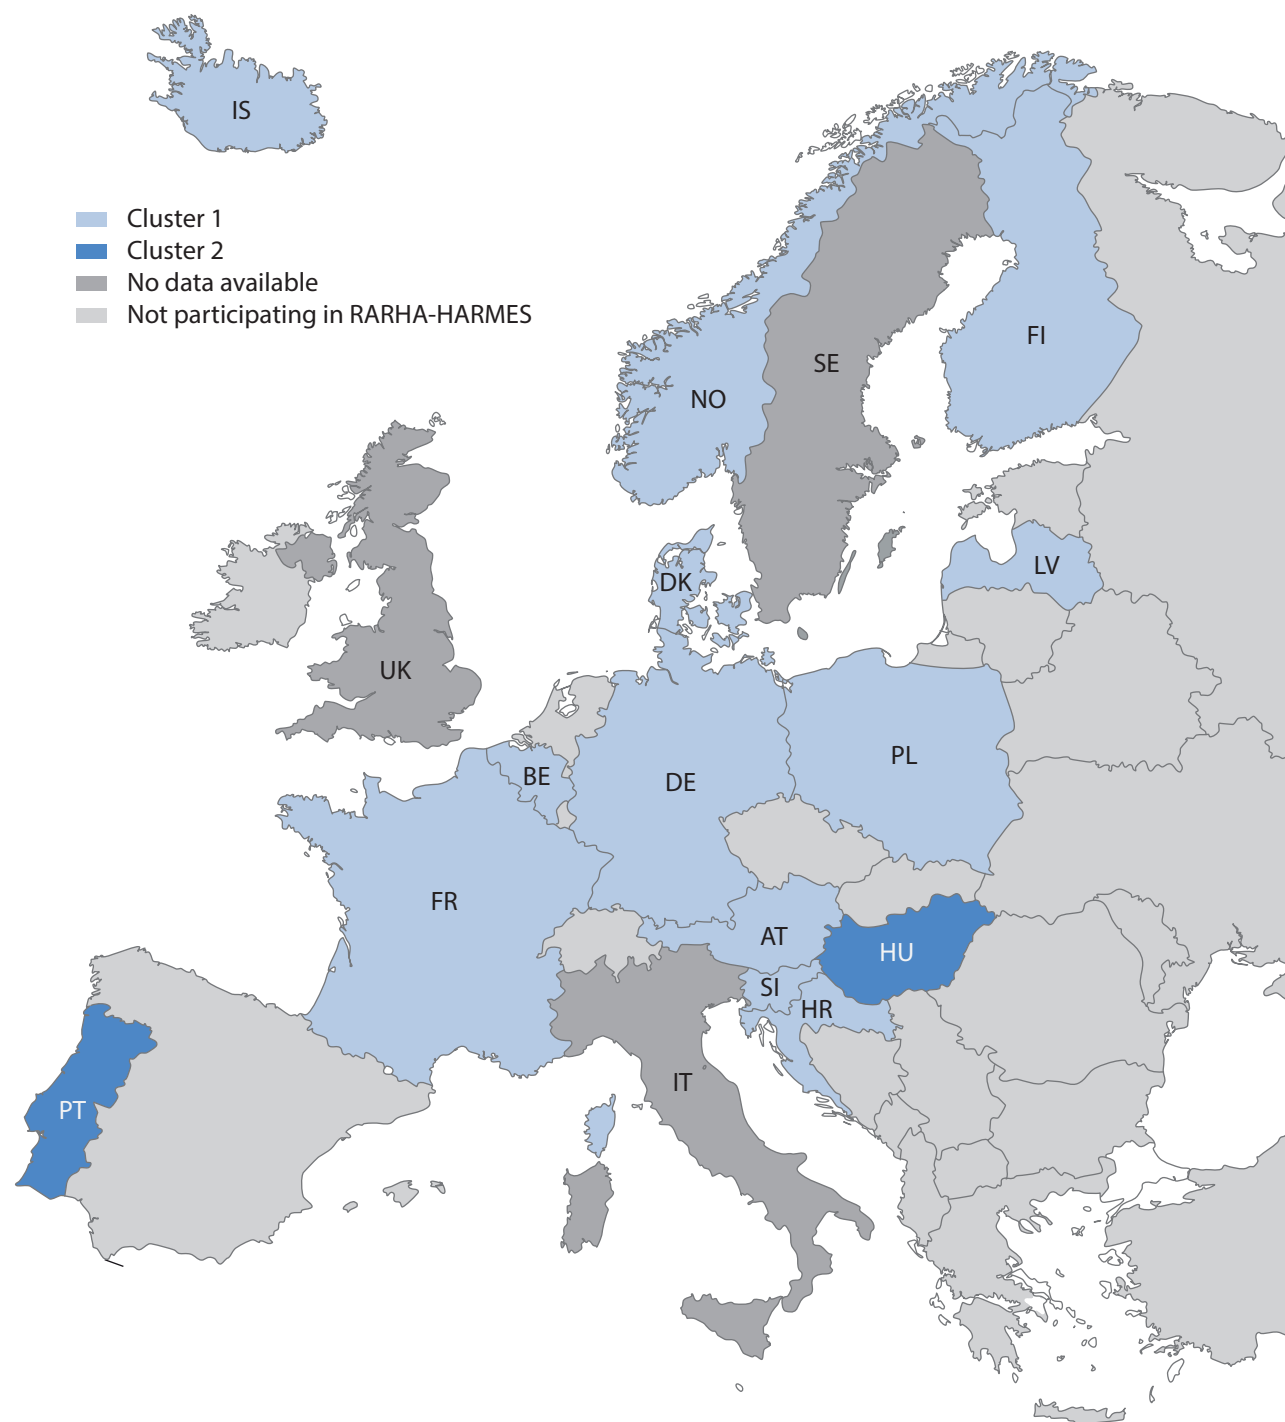 IS
Cluster 1
Cluster 2
No data available
Not participating in RARHA-HARMES
FI
SE
NO
LV
DK
UK
PL
BE
DE
FR
AT
HU
SI
HR
IT
PT